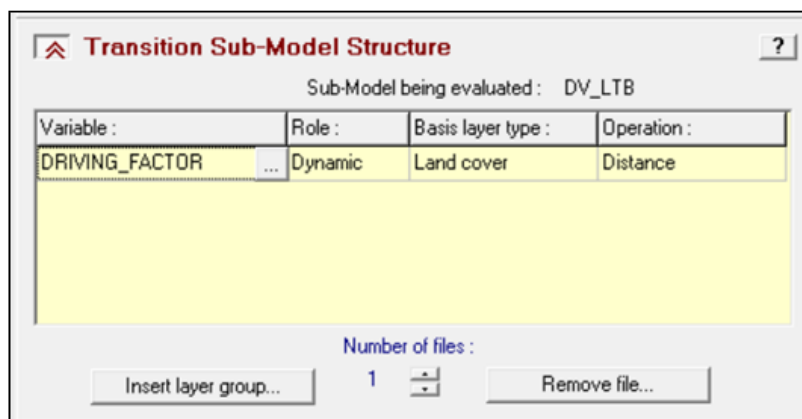 Transition Sub-Model Structure ?
Sub-Model being evaluated : DV_LTB
Variable : Role : Basis layer type : Operation :
DRIVING_FACTOR ... Dynamic Land cover Distance
Number of files :
Insert layer group... 1 Remove file...